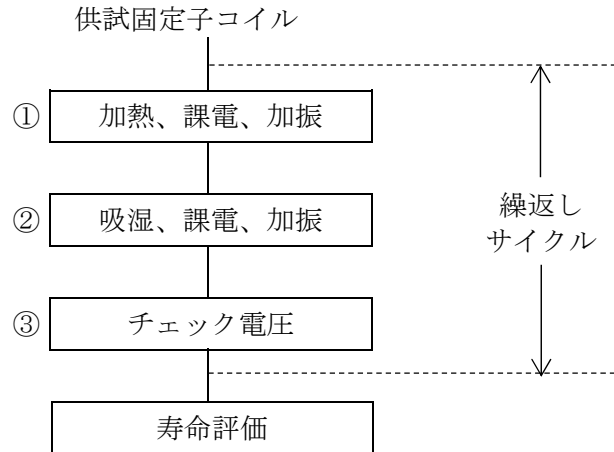 供試固定子コイル
① 加熱、課電、加振
② 吸湿、課電、加振
繰返し
サイクル
③ チェック電圧
寿命評価